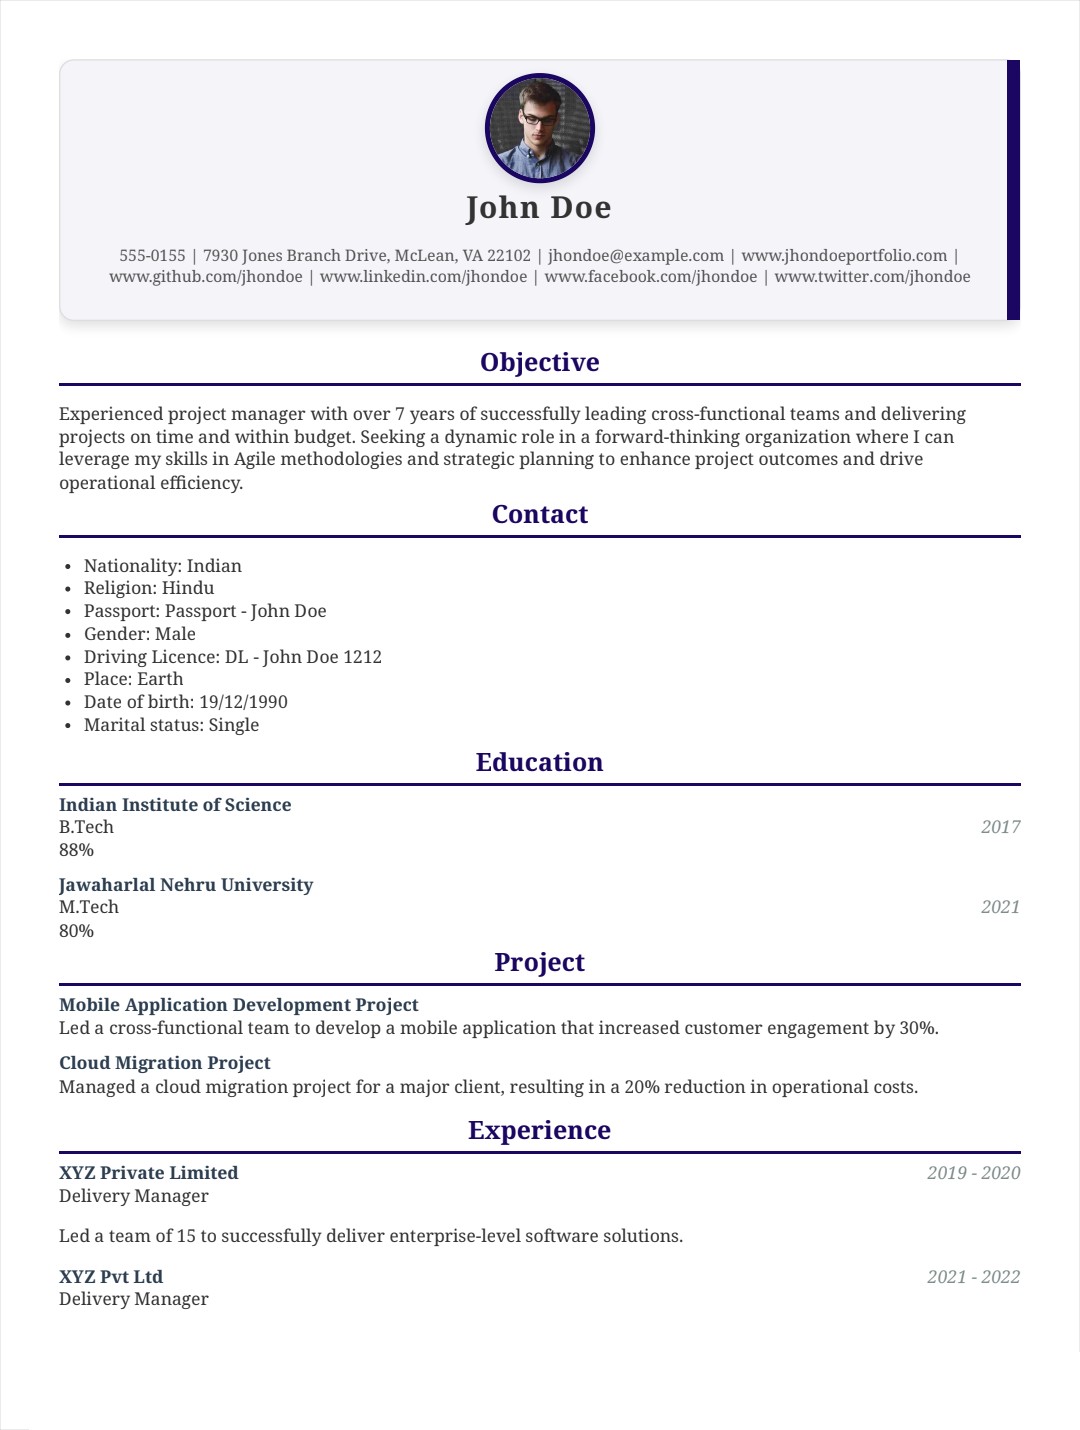 John Doe
555-0155 | 7930 Jones Branch Drive, McLean, VA 22102 | jhondoe@example.com | www.jhondoeportfolio.com |
www.github.com/jhondoe | www.linkedin.com/jhondoe | www.facebook.com/jhondoe | www.twitter.com/jhondoe
Objective
Experienced project manager with over 7 years of successfully leading cross-functional teams and delivering
projects on time and within budget. Seeking a dynamic role in a forward-thinking organization where I can
leverage my skills in Agile methodologies and strategic planning to enhance project outcomes and drive
operational efficiency.
Contact
• Nationality: Indian
• Religion: Hindu
• Passport: Passport - John Doe
• Gender: Male
• Driving Licence: DL - John Doe 1212
• Place: Earth
• Date of birth: 19/12/1990
• Marital status: Single
Education
Indian Institute of Science
B.Tech 2017
88%
Jawaharlal Nehru University
M.Tech 2021
80%
Project
Mobile Application Development Project
Led a cross-functional team to develop a mobile application that increased customer engagement by 30%.
Cloud Migration Project
Managed a cloud migration project for a major client, resulting in a 20% reduction in operational costs.
Experience
XYZ Private Limited 2019 - 2020
Delivery Manager
Led a team of 15 to successfully deliver enterprise-level software solutions.
XYZ Pvt Ltd 2021 - 2022
Delivery Manager